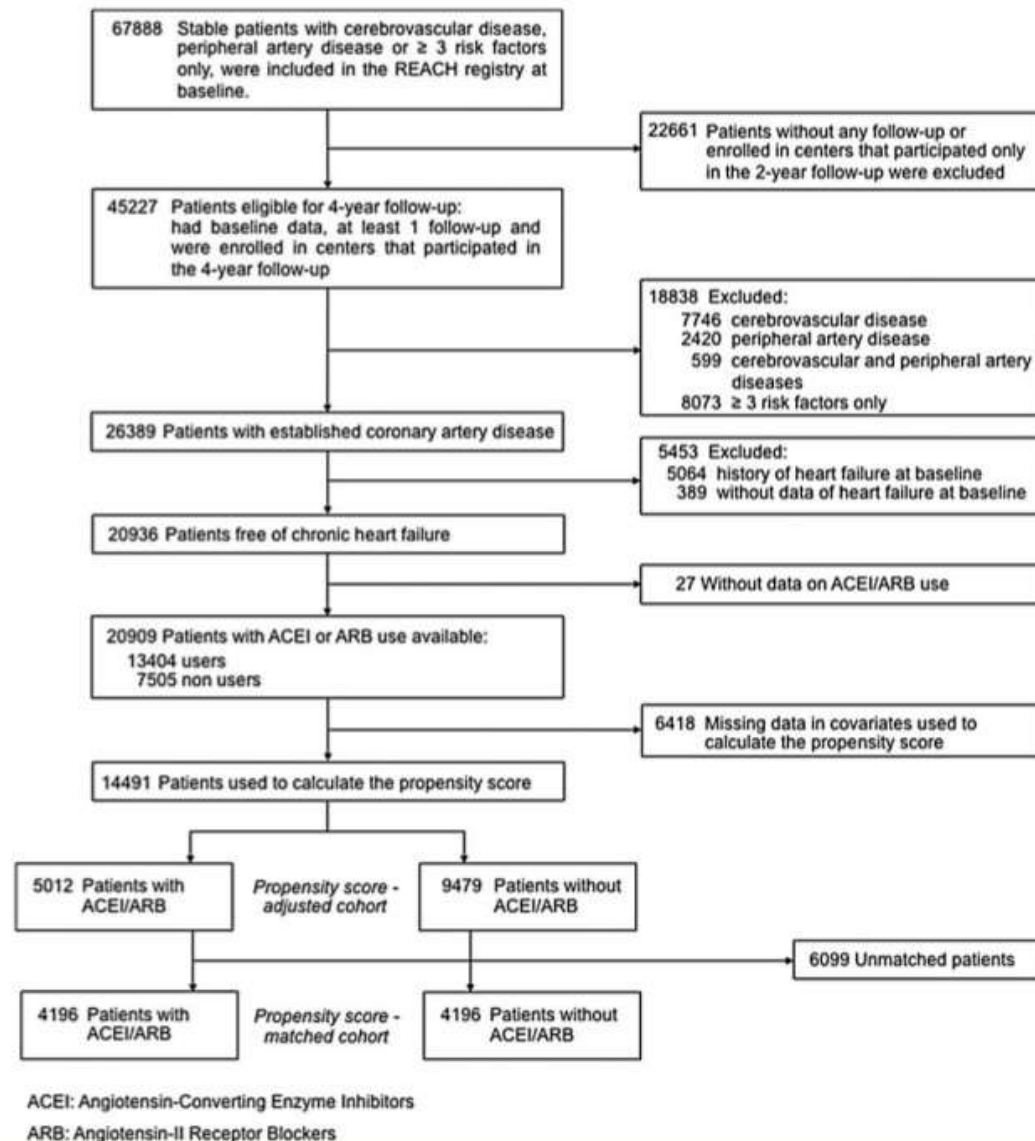 67888 Stable patients with cerebrovascular disease,
peripheral artery disease or ≥ 3 risk factors
only, were included in the REACH registry at
baseline.
22661 Patients without any follow-up or
enrolled in centers that participated only
in the 2-year follow-up were excluded
45227 Patients eligible for 4-year follow-up:
had baseline data, at least 1 follow-up and
were enrolled in centers that participated in
the 4-year follow-up
18838 Excluded:
7746 cerebrovascular disease
2420 peripheral artery disease
599 cerebrovascular and peripheral artery
diseases
8073 ≥ 3 risk factors only
26389 Patients with established coronary artery disease
5453 Excluded:
5064 history of heart failure at baseline
389 without data of heart failure at baseline
20936 Patients free of chronic heart failure
27 Without data on ACEI/ARB use
20909 Patients with ACEI or ARB use available:
13404 users
7505 non users
6418 Missing data in covariates used to
calculate the propensity score
14491 Patients used to calculate the propensity score
5012 Patients with
ACEI/ARB
Propensity score -
adjusted cohort
9479 Patients without
ACEI/ARB
6099 Unmatched patients
4196 Patients with
ACEI/ARB
Propensity score -
matched cohort
4196 Patients without
ACEI/ARB
ACEI: Angiotensin-Converting Enzyme Inhibitors
ARB: Angiotensin-II Receptor Blockers